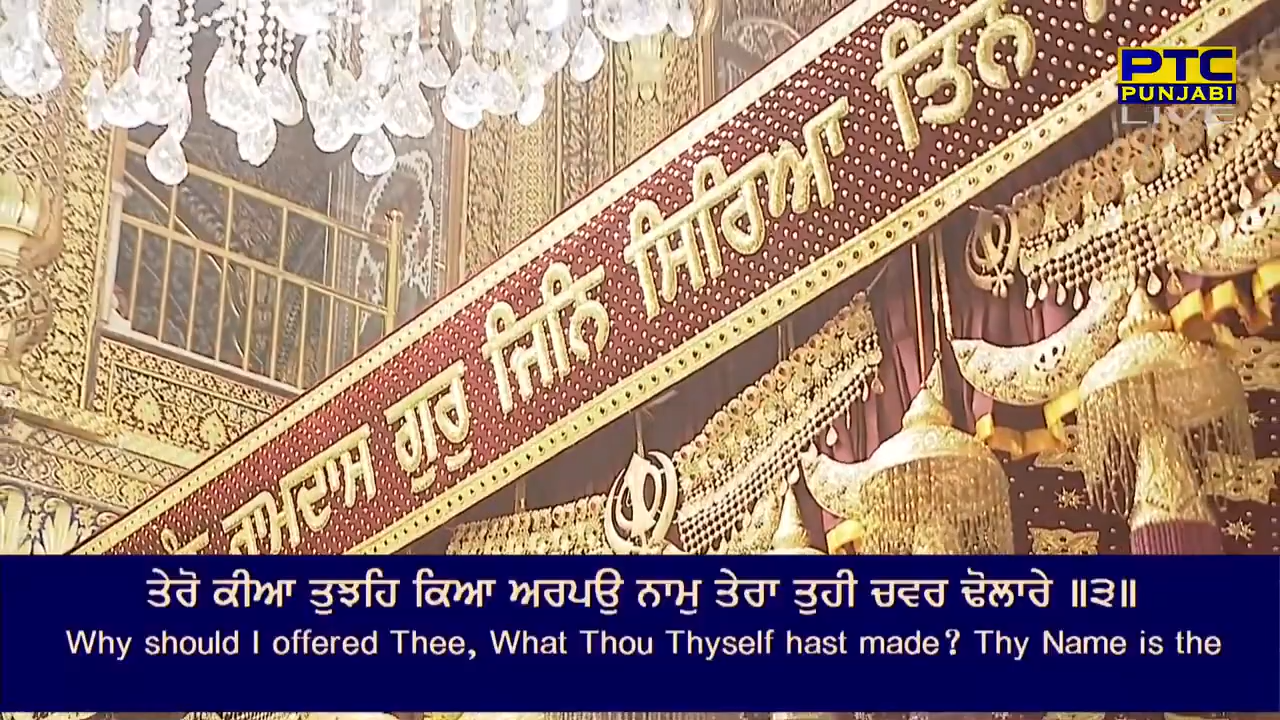 PTC
PUNJABI
LIVE
ਰਾਮਦਾਸ ਗੁਰੁ ਜਿਨਿ ਸਿਰਿਆ ਤਿਨੈ
ਤੇਰੋ ਕੀਆ ਤੁਝਹਿ ਕਿਆ ਅਰਪਉ ਨਾਮੁ ਤੇਰਾ ਤੁਹੀ ਚਵਰ ਢੋਲਾਰੇ ॥੩॥
Why should I offered Thee, What Thou Thyself hast made? Thy Name is the